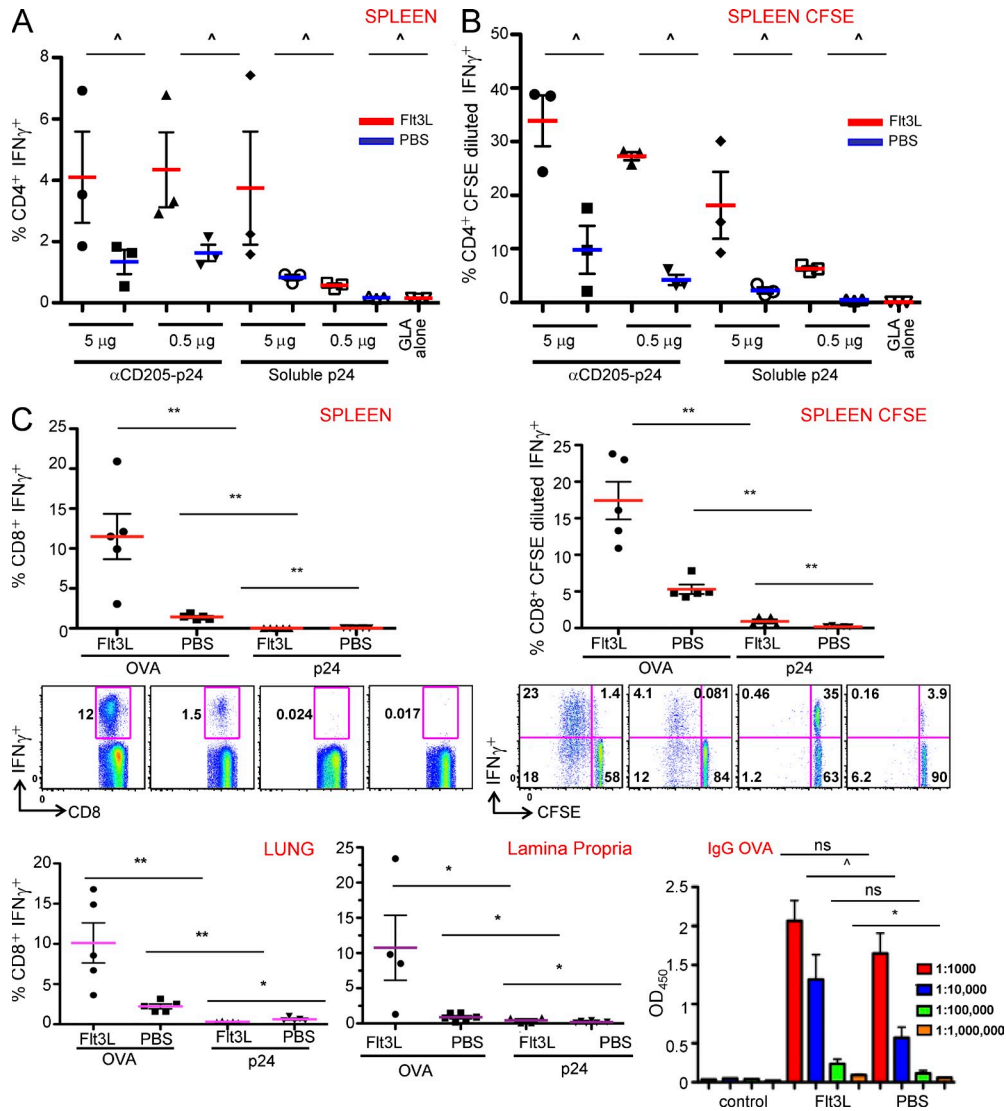 A
SPLEEN
^ ^ ^ ^
% CD4+ IFNγ+
8
6
4
2
0
Flt3L
PBS
5 µg 0.5 µg 5 µg 0.5 µg GLA alone
αCD205-p24 Soluble p24
B
SPLEEN CFSE
^ ^ ^ ^
% CD4+ CFSE diluted IFNγ+
50
40
30
20
10
0
Flt3L
PBS
5 µg 0.5 µg 5 µg 0.5 µg GLA alone
αCD205-p24 Soluble p24
C
SPLEEN
% CD8+ IFNγ+
25
20
15
10
5
0
**
**
**
Flt3L PBS Flt3L PBS
OVA p24
SPLEEN CFSE
% CD8+ CFSE diluted IFNγ+
25
20
15
10
5
0
**
**
**
Flt3L PBS Flt3L PBS
OVA p24
IFNγ+
12 1.5 0.024 0.017
0
0
CD8
IFNγ+
23 1.4 4.1 0.081 0.46 35 0.16 3.9
18 58 12 84 1.2 63 6.2 90
0
0 0 0 0
CFSE
LUNG
% CD8+ IFNγ+
20
15
10
5
0
**
**
*
Flt3L PBS Flt3L PBS
OVA p24
Lamina Propria
25
20
15
10
5
0
*
*
*
Flt3L PBS Flt3L PBS
OVA p24
IgG OVA
ns
^
ns
*
OD450
2.5
2
1.5
1
0.5
0
1:1000
1:10,000
1:100,000
1:1,000,000
control Flt3L PBS